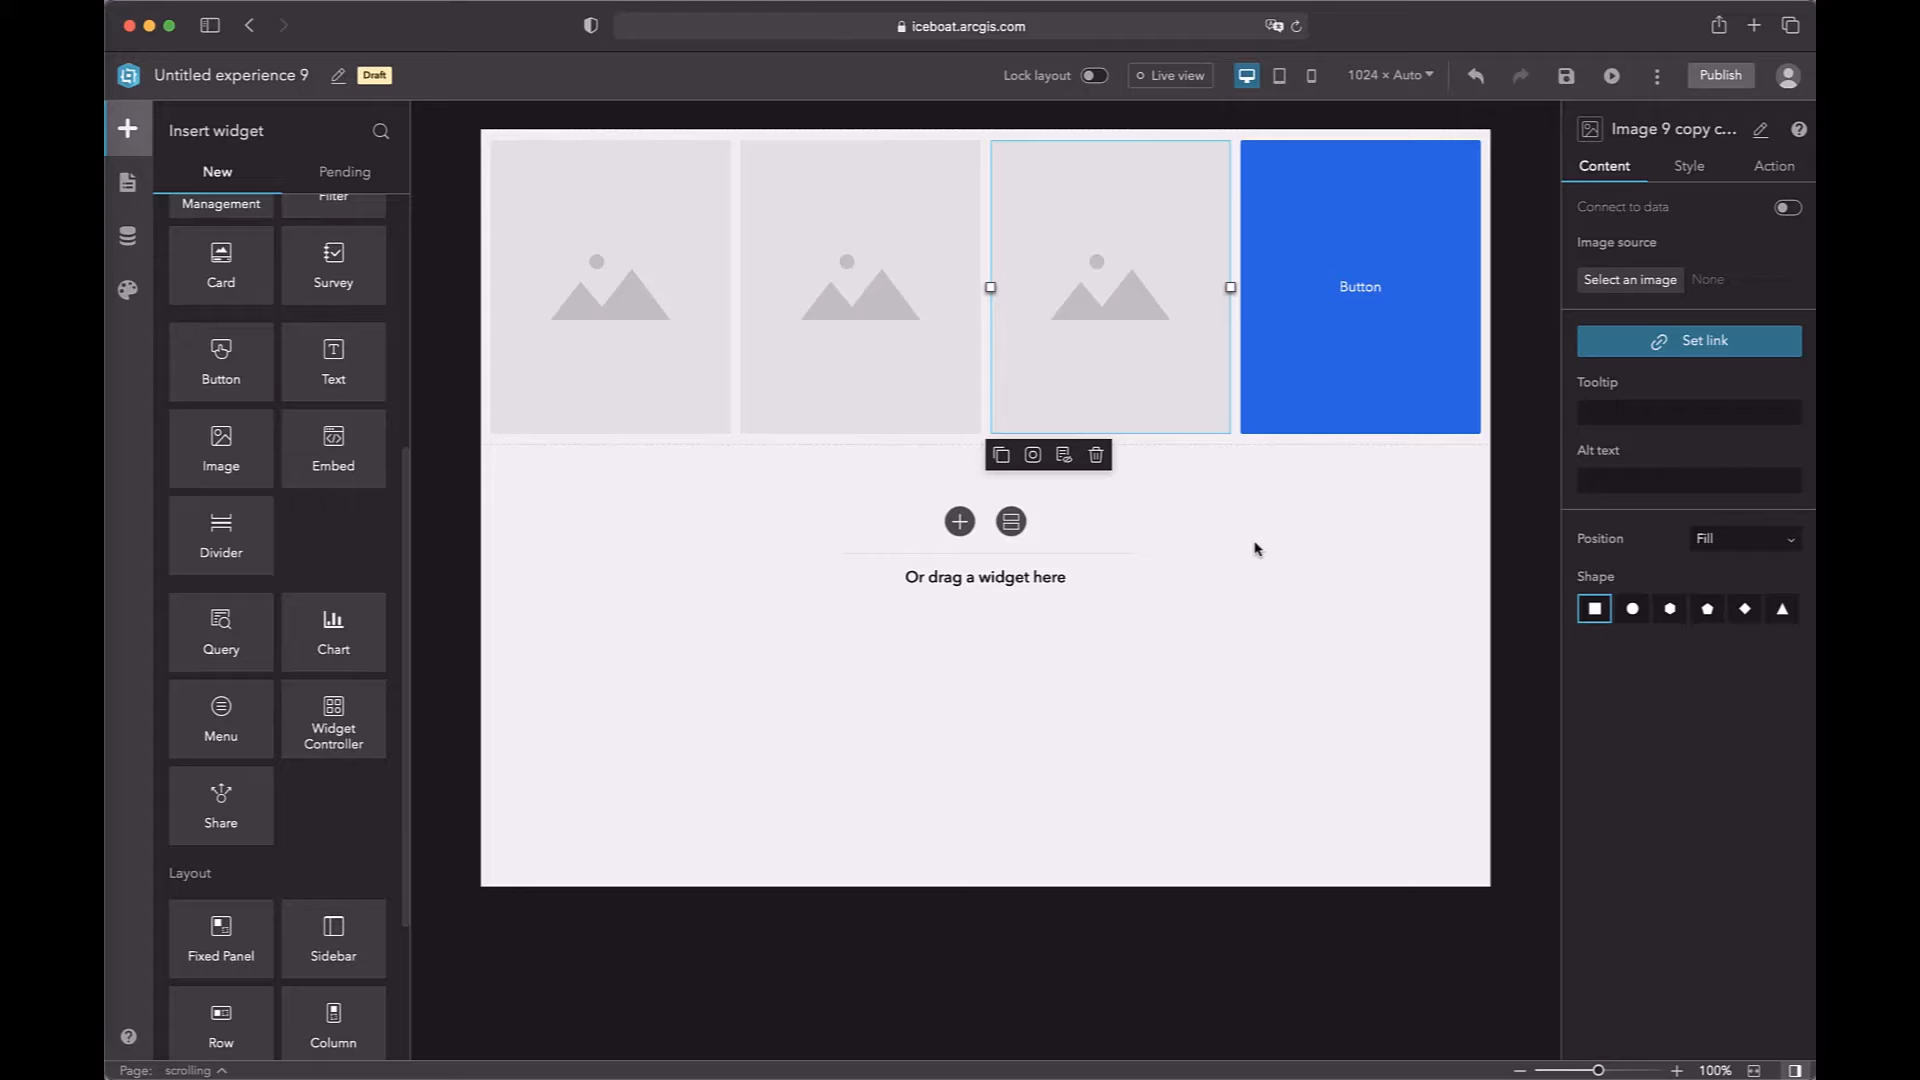 iceboat.arcgis.com
Untitled experience 9
Draft
Lock layout
Live view
1024 × Auto
Publish
Insert widget
New
Pending
Management
Filter
Card
Survey
Button
Text
Image
Embed
Divider
Query
Chart
Menu
Widget
Controller
Share
Layout
Fixed Panel
Sidebar
Row
Column
Page: scrolling
Button
Or drag a widget here
Image 9 copy c...
Content
Style
Action
Connect to data
Image source
Select an image
None
Set link
Tooltip
Alt text
Position
Fill
Shape
100%